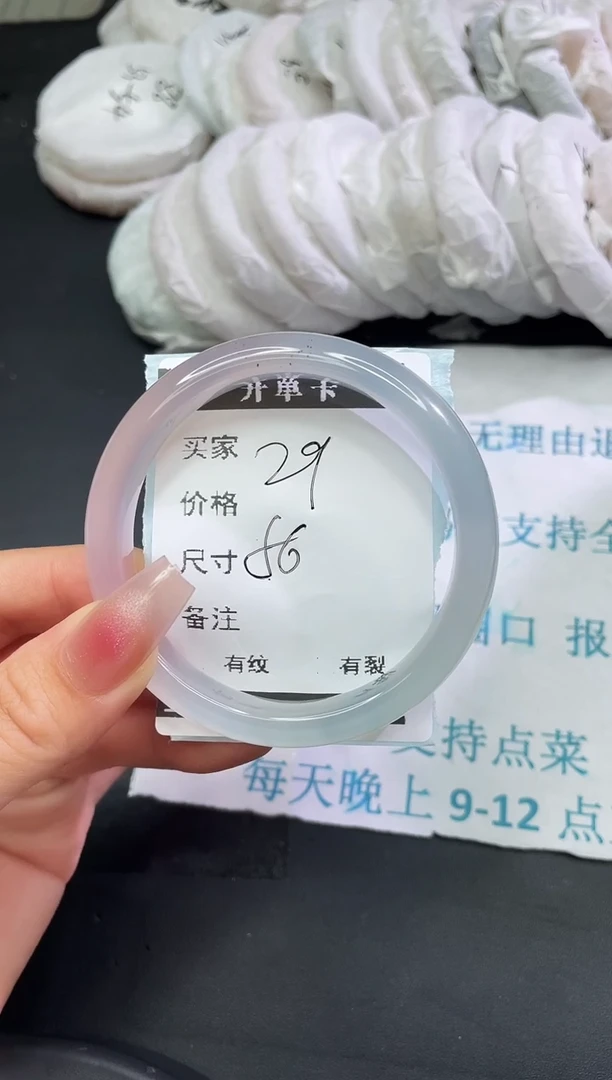 开单卡
买家 29
价格
尺寸 56
备注
有纹 有裂
无理由退
支持全
口 报
支持点菜
每天晚上 9-12 点